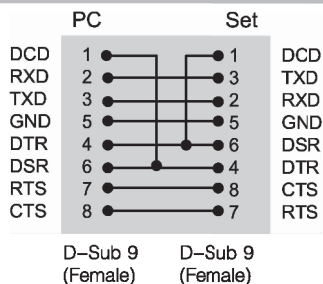 PC Set
DCD 1 1 DCD
RXD 2 3 TXD
TXD 3 2 RXD
GND 5 5 GND
DTR 4 6 DSR
DSR 6 4 DTR
RTS 7 8 CTS
CTS 8 7 RTS
D-Sub 9 D-Sub 9
(Female) (Female)